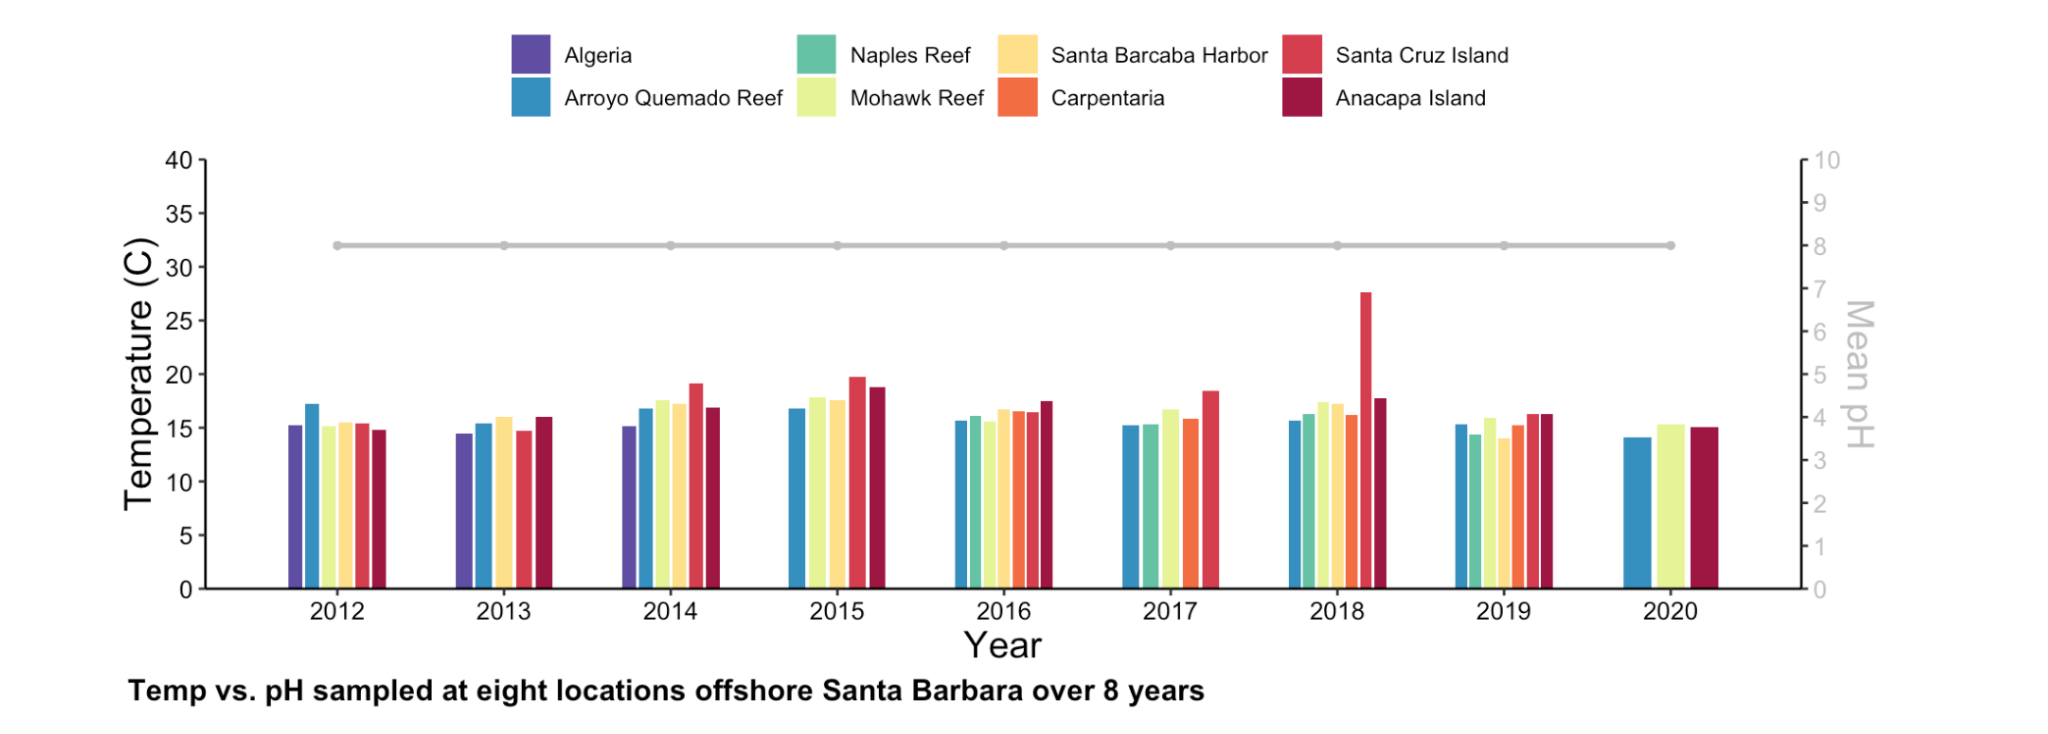 Algeria Naples Reef Santa Barcaba Harbor Santa Cruz Island
Arroyo Quemado Reef Mohawk Reef Carpentaria Anacapa Island
40
35
30
25
20
15
10
5
0
Temperature (C)
10
9
8
7
6
5
4
3
2
1
0
Mean pH
2012 2013 2014 2015 2016 2017 2018 2019 2020
Year
Temp vs. pH sampled at eight locations offshore Santa Barbara over 8 years